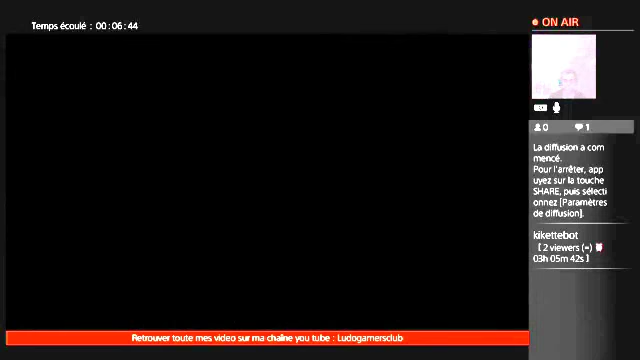 Temps écoulé : 00:06:44
ON AIR
0 1
La diffusion a com
mencé.
Pour l'arrêter, app
uyez sur la touche
SHARE, puis sélecti
onnez [Paramètres
de diffusion].
kikettebot
[ 2 viewers (=)
03h 05m 42s ]
Retrouver toute mes video sur ma chaîne you tube : Ludogamersclub